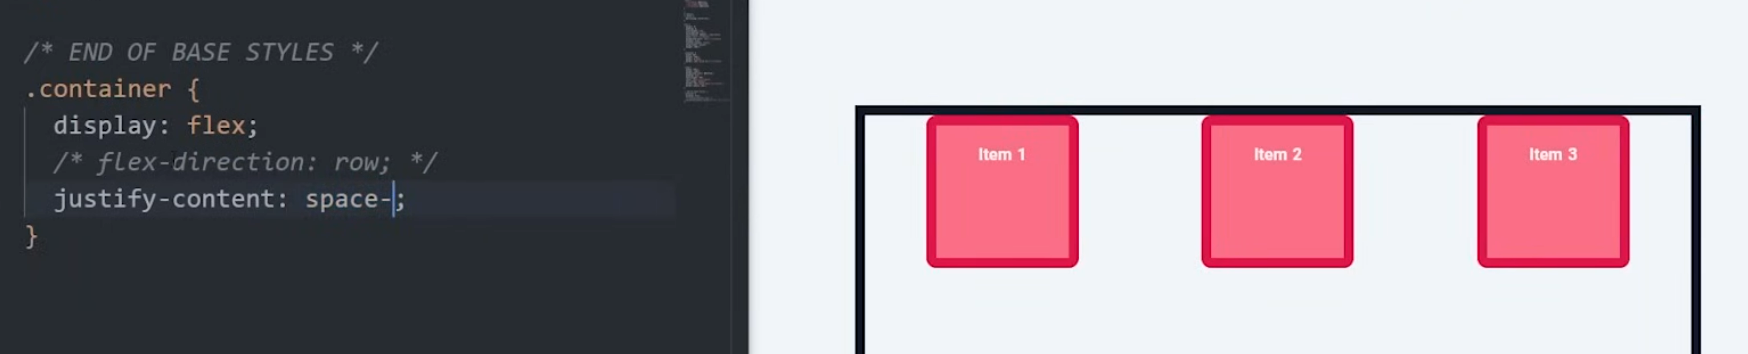 /* END OF BASE STYLES */
.container {
display: flex;
/* flex-direction: row; */
justify-content: space-;
}
Item 1
Item 2
Item 3